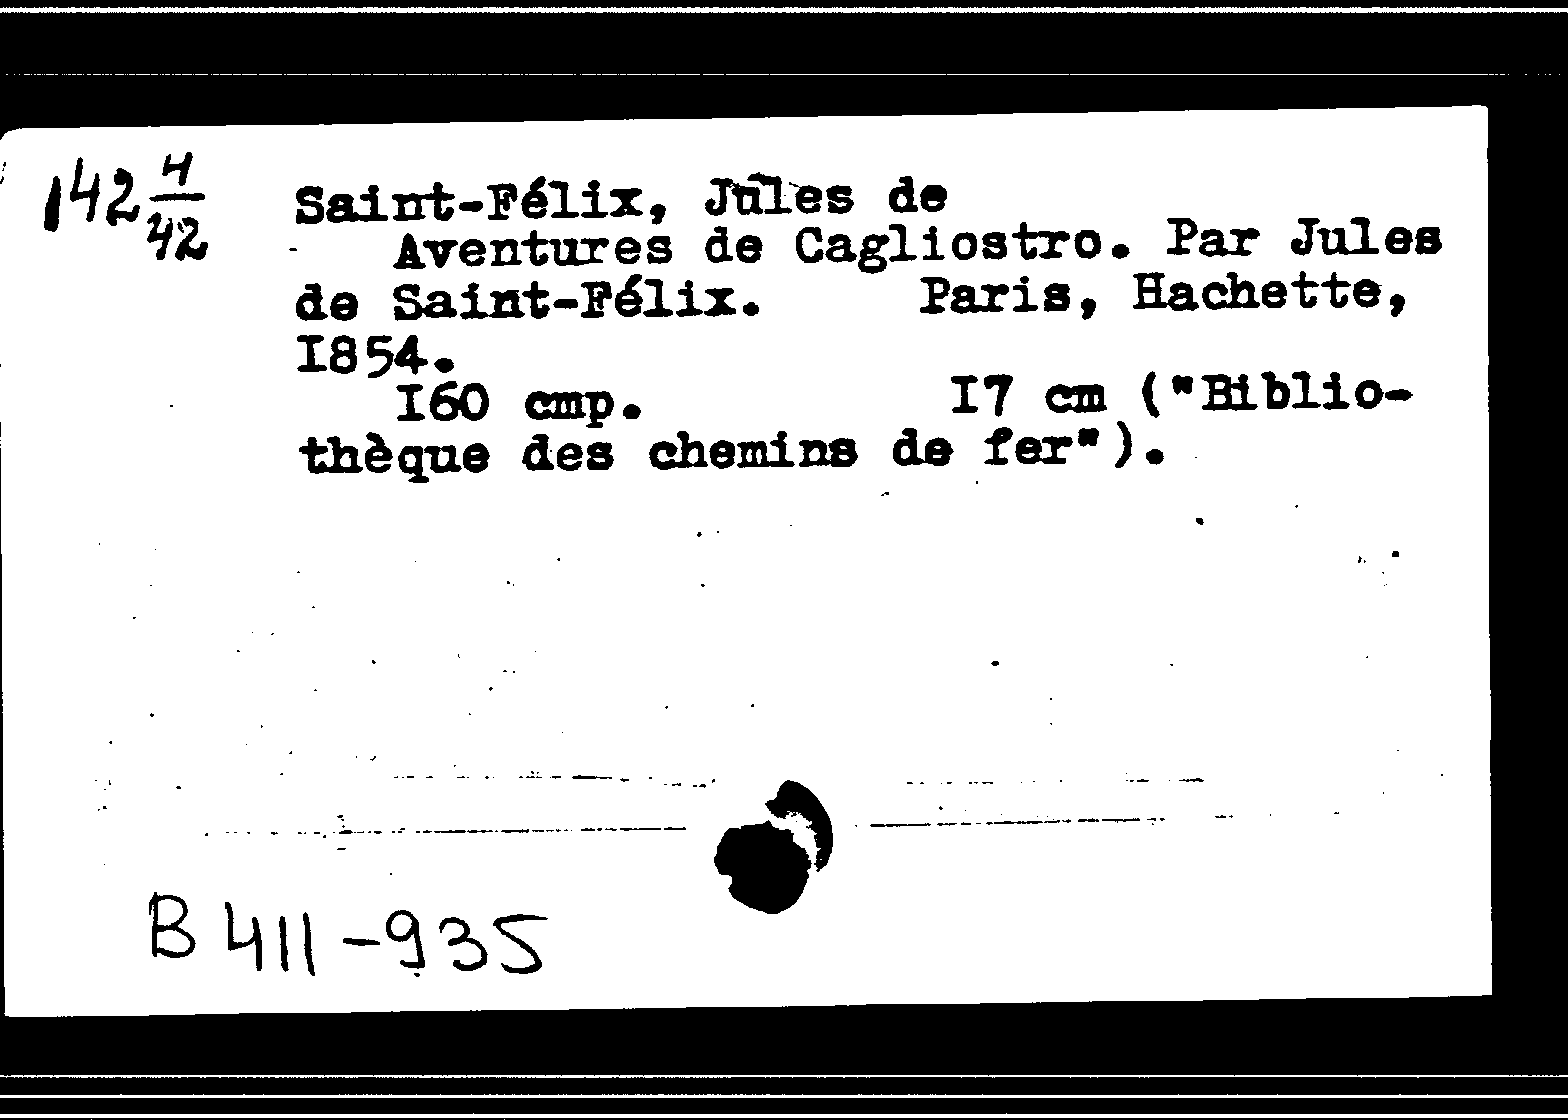 142 4/42
Saint-Félix, Jules de
Aventures de Cagliostro. Par Jules
de Saint-Félix. Paris, Hachette,
I854.
I60 cmp. I7 cm ("Biblio-
thèque des chemins de fer").
B 411-935